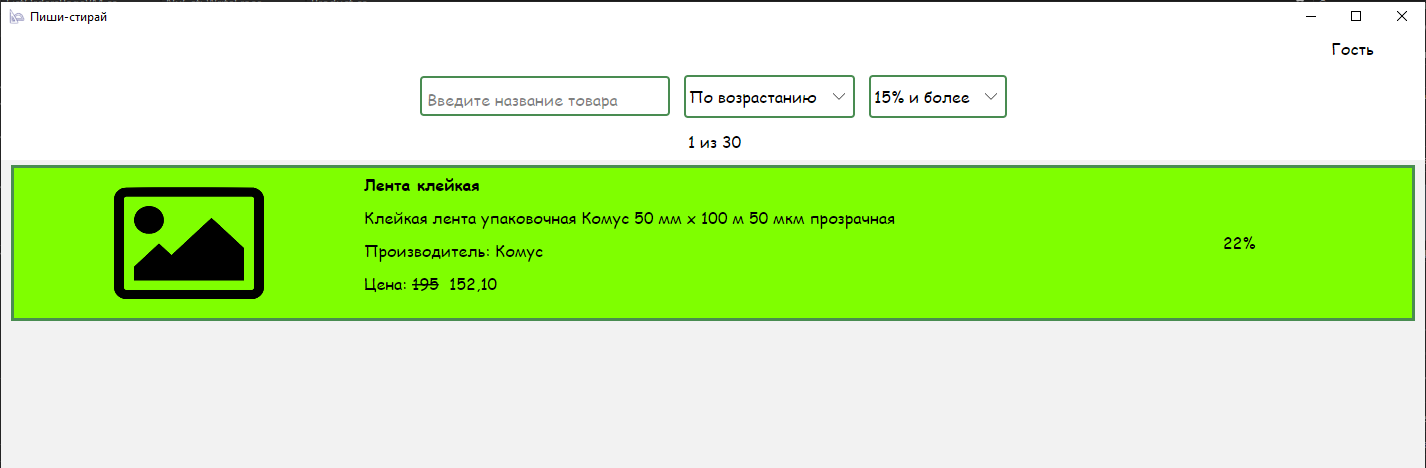 Пиши-стирай
Гость
Введите название товара
По возрастанию
15% и более
1 из 30
Лента клейкая
Клейкая лента упаковочная Комус 50 мм х 100 м 50 мкм прозрачная
Производитель: Комус
22%
Цена: 195 152,10